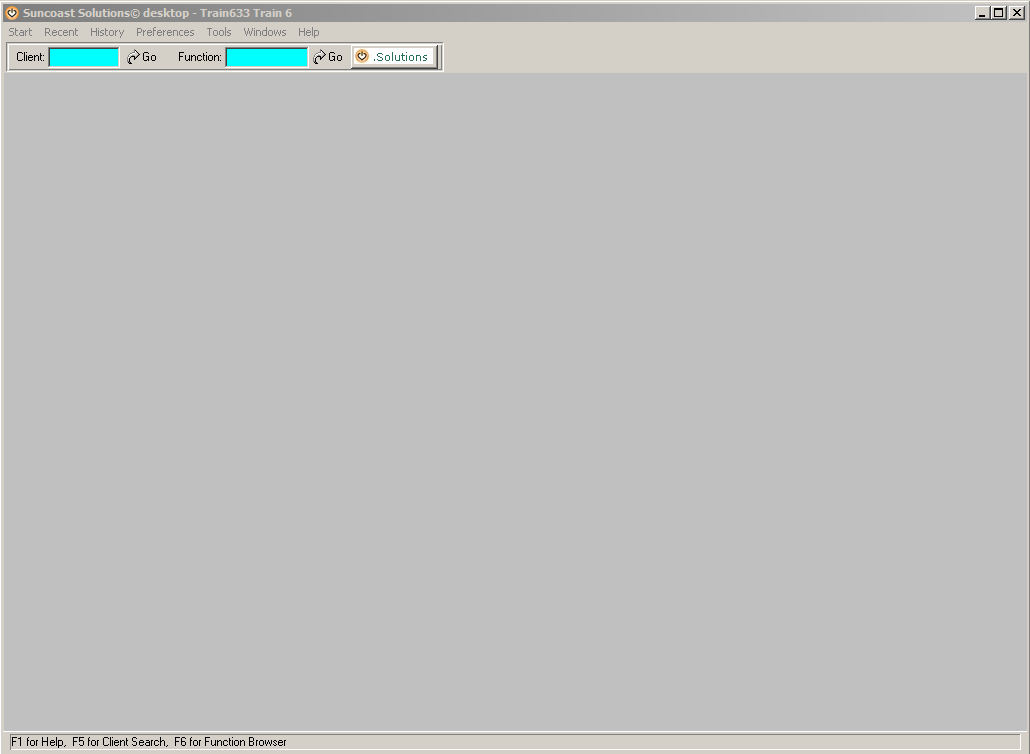 Suncoast Solutions© desktop - Train633 Train 6
Start Recent History Preferences Tools Windows Help
Client: Go Function: Go .Solutions
F1 for Help, F5 for Client Search, F6 for Function Browser